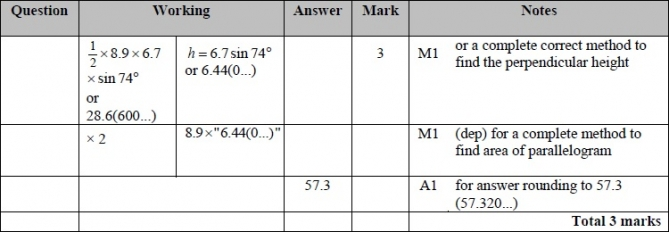 Question Working Answer Mark Notes
1/2 × 8.9 × 6.7
× sin 74°
or
28.6(600...)
h = 6.7 sin 74°
or 6.44(0...)
3
M1 or a complete correct method to
find the perpendicular height
× 2
8.9×"6.44(0...)"
M1 (dep) for a complete method to
find area of parallelogram
57.3
A1 for answer rounding to 57.3
(57.320...)
Total 3 marks